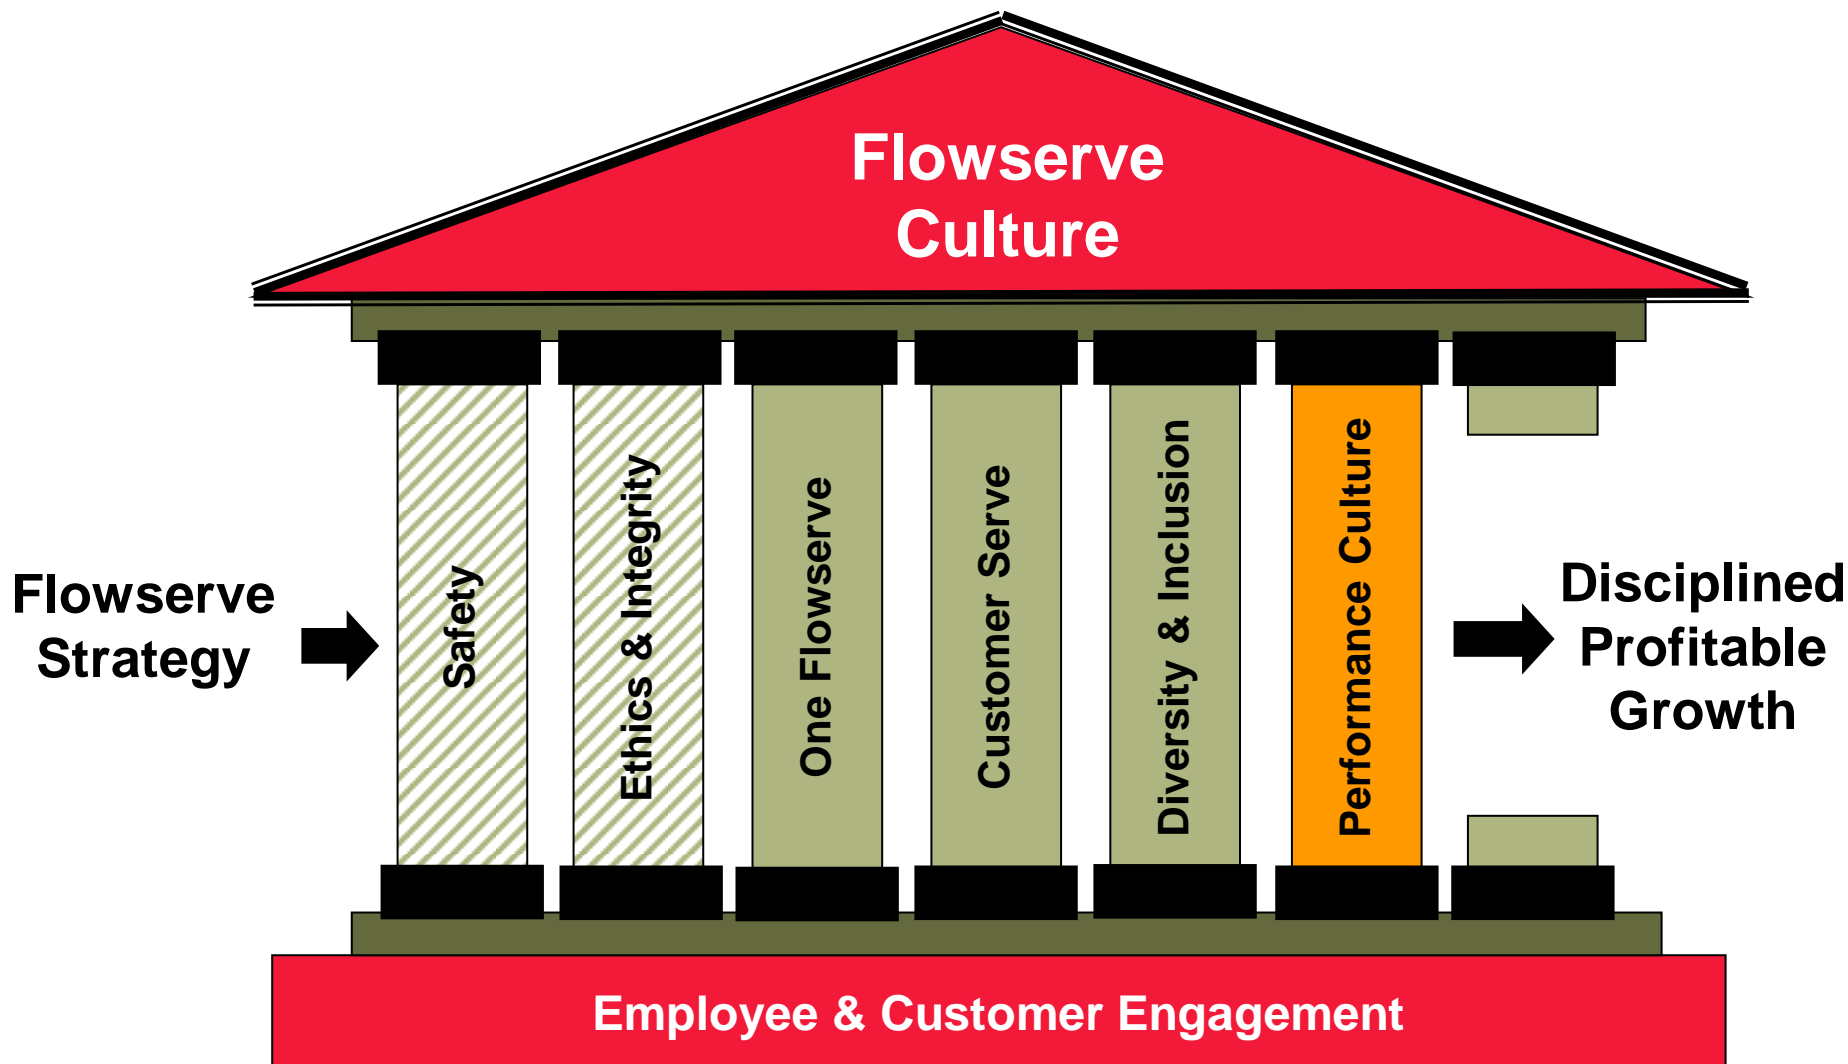 Flowserve
Culture
Flowserve
Strategy
Safety
Ethics & Integrity
One Flowserve
Customer Serve
Diversity & Inclusion
Performance Culture
Disciplined
Profitable
Growth
Employee & Customer Engagement